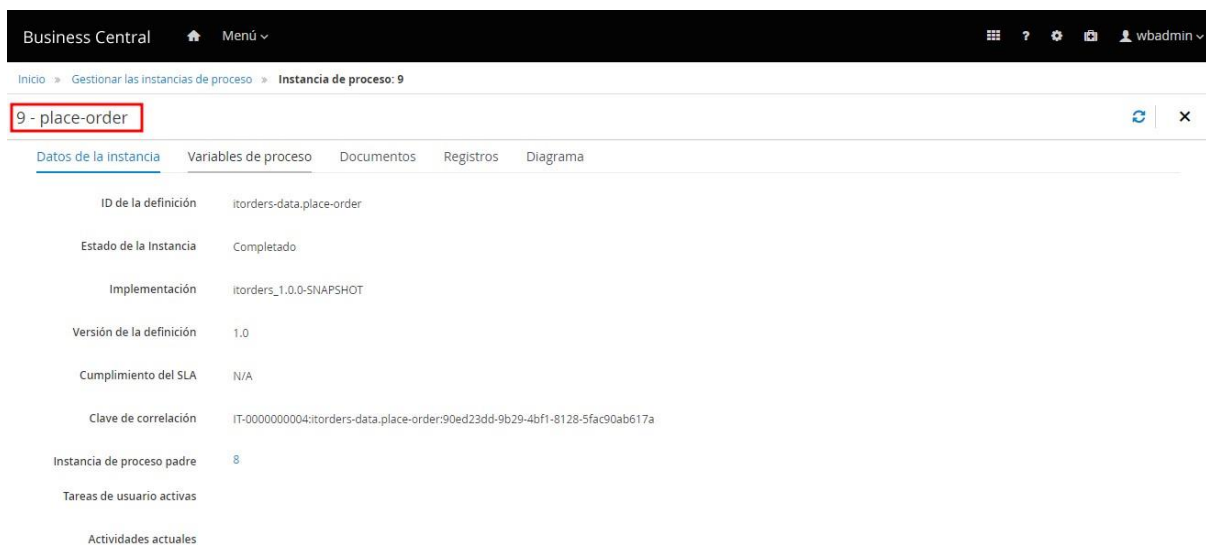 Business Central Menú ? wbadmin
Inicio » Gestionar las instancias de proceso » Instancia de proceso: 9
9 - place-order
Datos de la instancia Variables de proceso Documentos Registros Diagrama
ID de la definición itorders-data.place-order
Estado de la Instancia Completado
Implementación itorders_1.0.0-SNAPSHOT
Versión de la definición 1.0
Cumplimiento del SLA N/A
Clave de correlación IT-0000000004:itorders-data.place-order:90ed23dd-9b29-4bf1-8128-5fac90ab617a
Instancia de proceso padre 8
Tareas de usuario activas
Actividades actuales